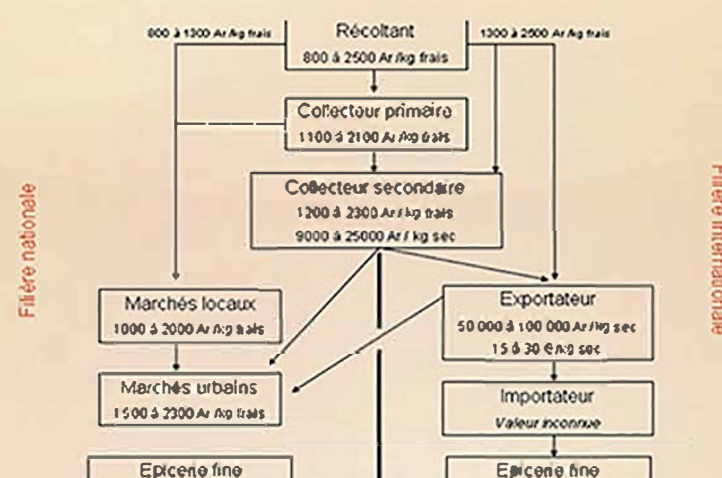 800 à 1300 Ar/kg frais
Récoltant
1300 à 2500 Ar/kg frais
800 à 2500 Ar/kg frais
Collecteur primaire
1100 à 2100 Ar/kg frais
Collecteur secondaire
1200 à 2300 Ar/kg frais
9000 à 25000 Ar/kg sec
Filière nationale
Filière internationale
Marchés locaux
1000 à 2000 Ar/kg frais
Exportateur
50 000 à 100 000 Ar/kg sec
15 à 30 €/kg sec
Marchés urbains
1500 à 2300 Ar/kg frais
Importateur
Valeur inconnue
Epicerie fine
Epicerie fine